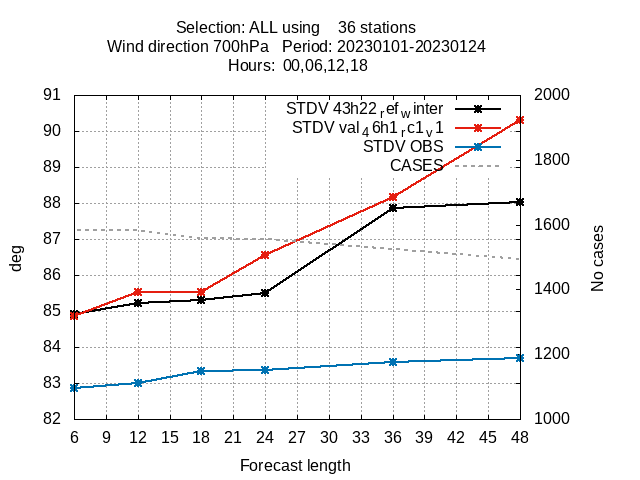 Selection: ALL using    36 stations
Wind direction 700hPa   Period: 20230101-20230124
Hours: 00,06,12,18
STDV 43h22ᵣef_winter
STDV val₄6h1ᵣc1ᵥ1
STDV OBS
CASES
deg
91
90
89
88
87
86
85
84
83
82
2000
1800
1600
1400
1200
1000
No cases
6 9 12 15 18 21 24 27 30 33 36 39 42 45 48
Forecast length